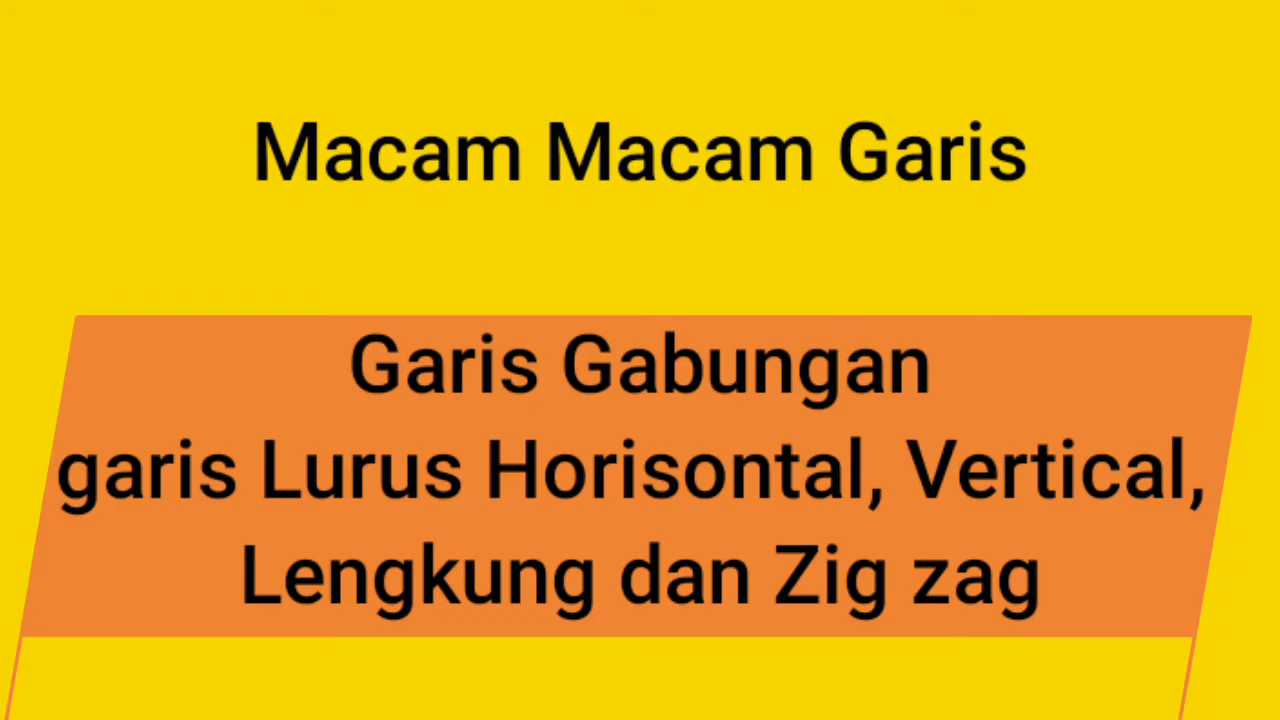 Macam Macam Garis
Garis Gabungan
garis Lurus Horisontal, Vertical,
Lengkung dan Zig zag